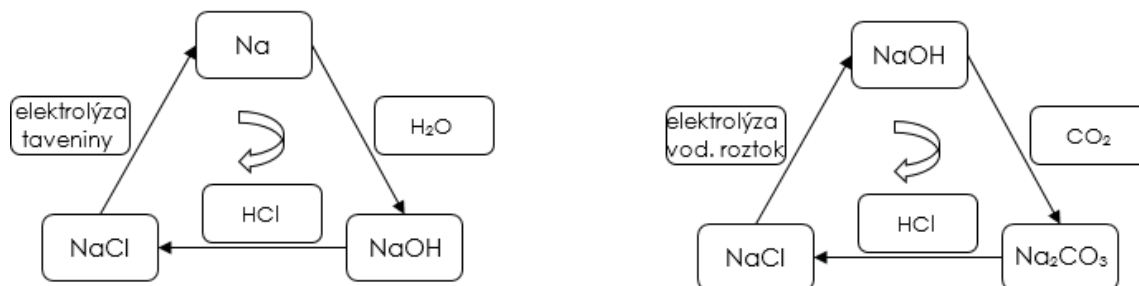 Na
elektrolýza
taveniny
H₂O
HCl
NaCl
NaOH
NaOH
elektrolýza
vod. roztok
CO₂
HCl
NaCl
Na₂CO₃